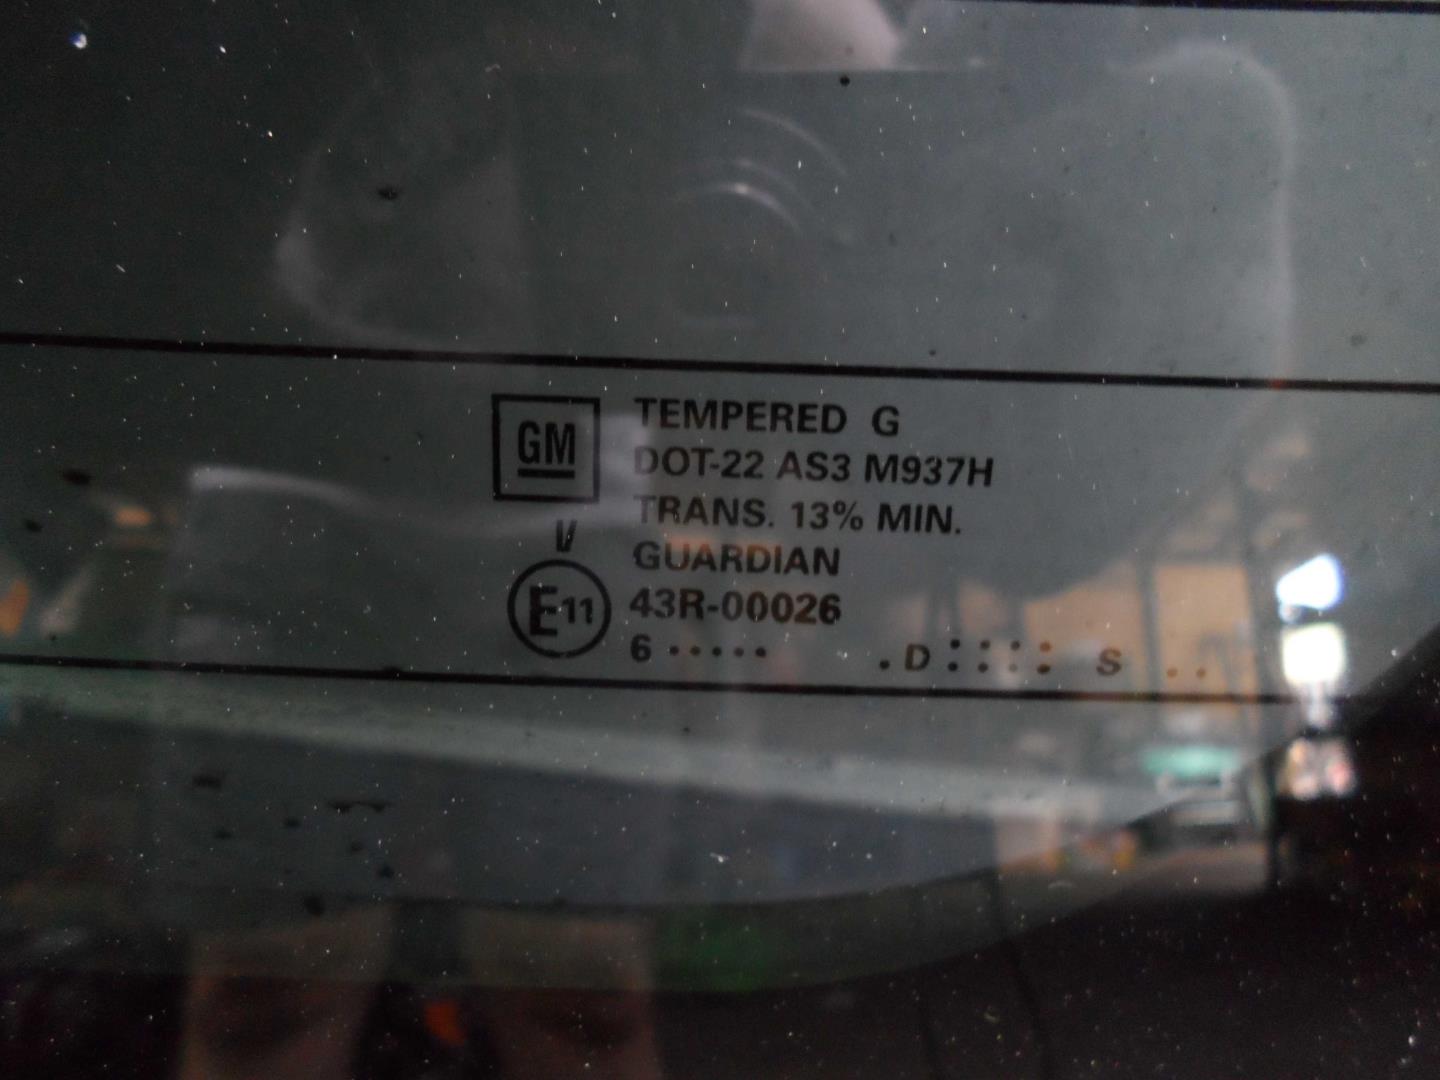 GM
TEMPERED G
DOT-22 AS3 M937H
TRANS. 13% MIN.
V
GUARDIAN
E11
43R-00026
6 ····· .D:::: S ..